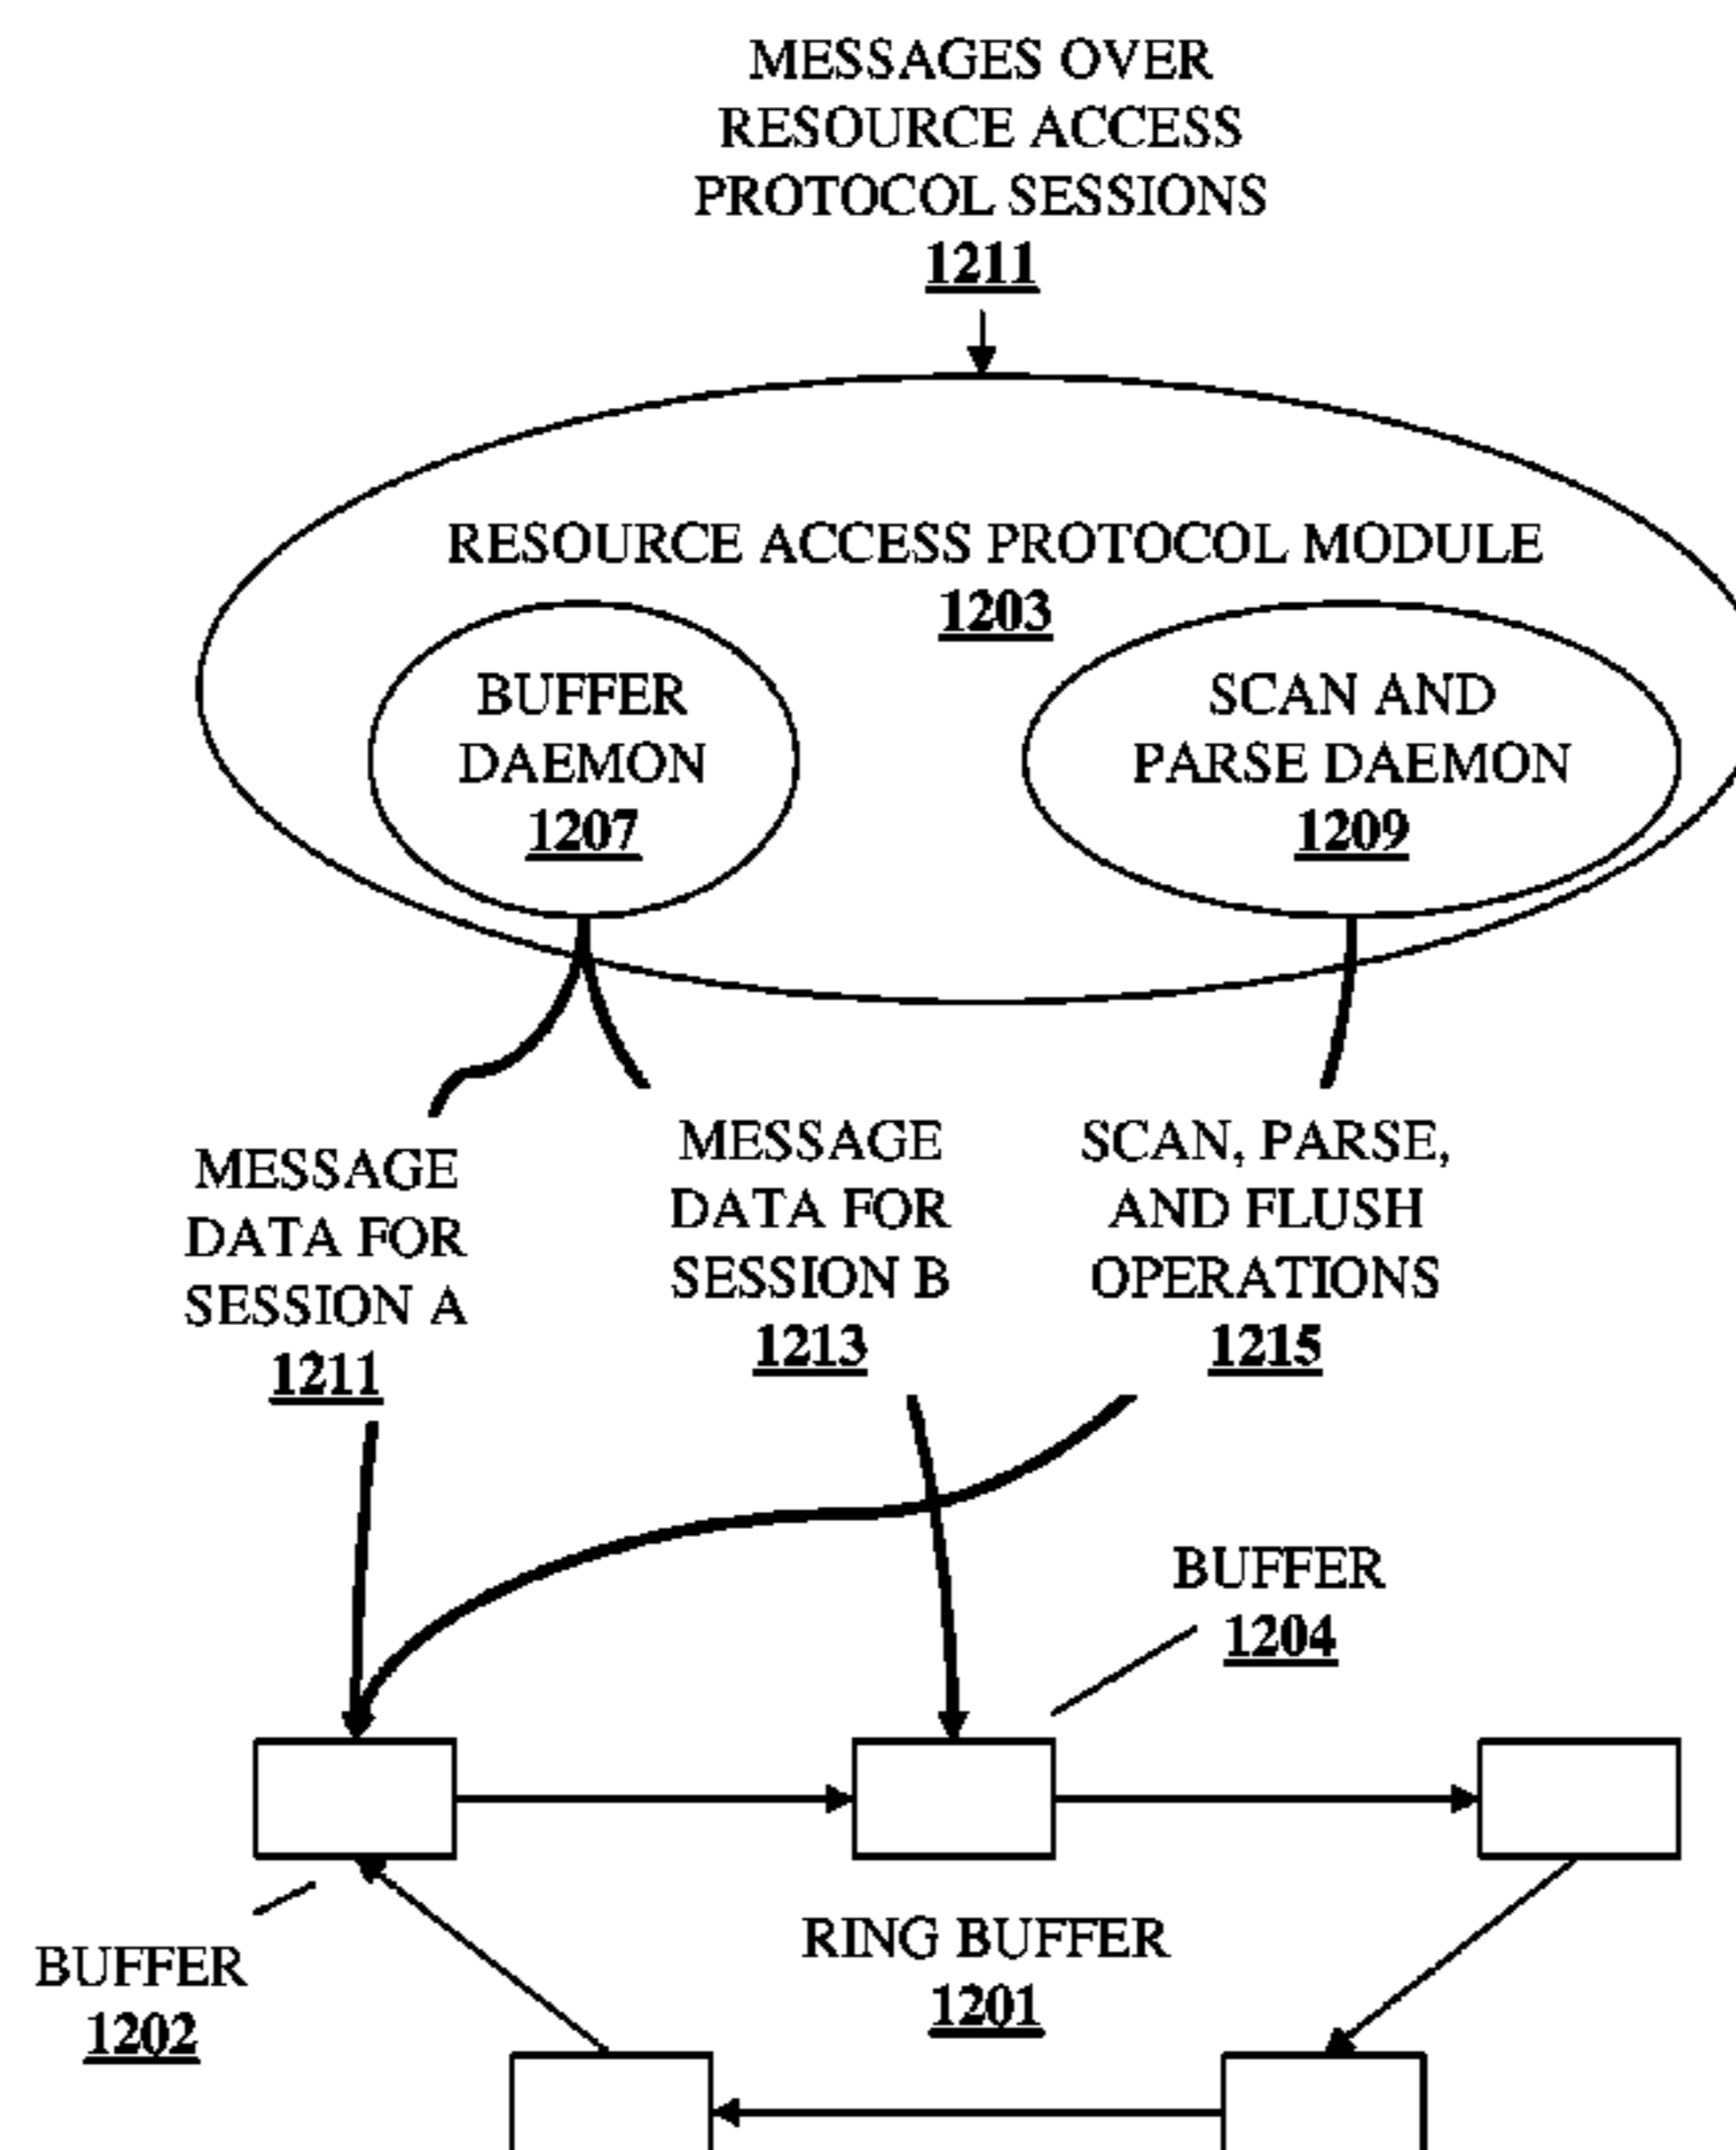 MESSAGES OVER
RESOURCE ACCESS
PROTOCOL SESSIONS
1211
RESOURCE ACCESS PROTOCOL MODULE
1203
BUFFER
DAEMON
1207
SCAN AND
PARSE DAEMON
1209
MESSAGE
DATA FOR
SESSION A
1211
MESSAGE
DATA FOR
SESSION B
1213
SCAN, PARSE,
AND FLUSH
OPERATIONS
1215
BUFFER
1204
BUFFER
1202
RING BUFFER
1201